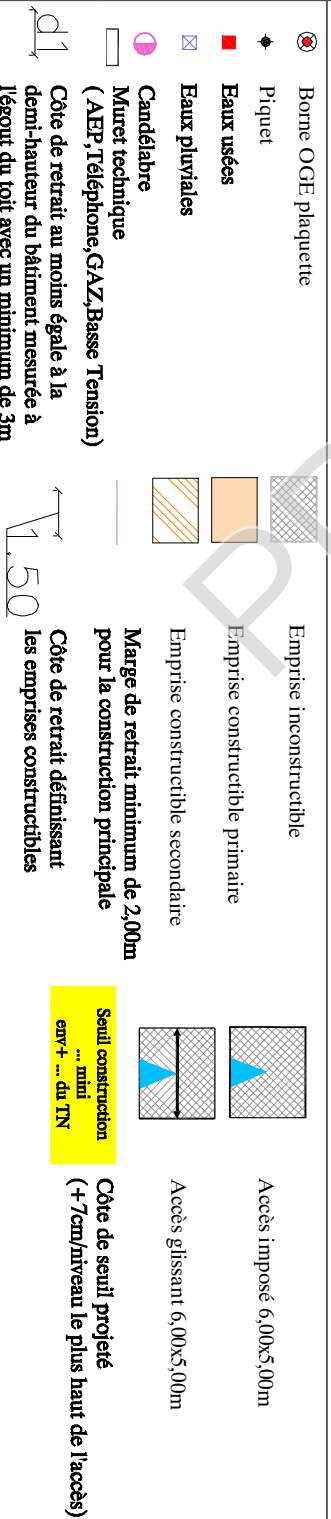 Borne OGE plaquette
Piquet
Eaux usées
Eaux pluviales
Candélabre
Muret technique
( AEP,Téléphone,GAZ,Basse Tension)
d1
Côte de retrait au moins égale à la
demi-hauteur du bâtiment mesurée à
l'égout du toit avec un minimum de 3m
Emprise inconstructible
Emprise constructible primaire
Emprise constructible secondaire
Marge de retrait minimum de 2,00m
pour la construction principale
1.50
Côte de retrait définissant
les emprises constructibles
Accès imposé 6,00x5,00m
Accès glissant 6,00x5,00m
Seuil construction
... mini
env+ ... du TN
Côte de seuil projeté
(+7cm/niveau le plus haut de l'accès)